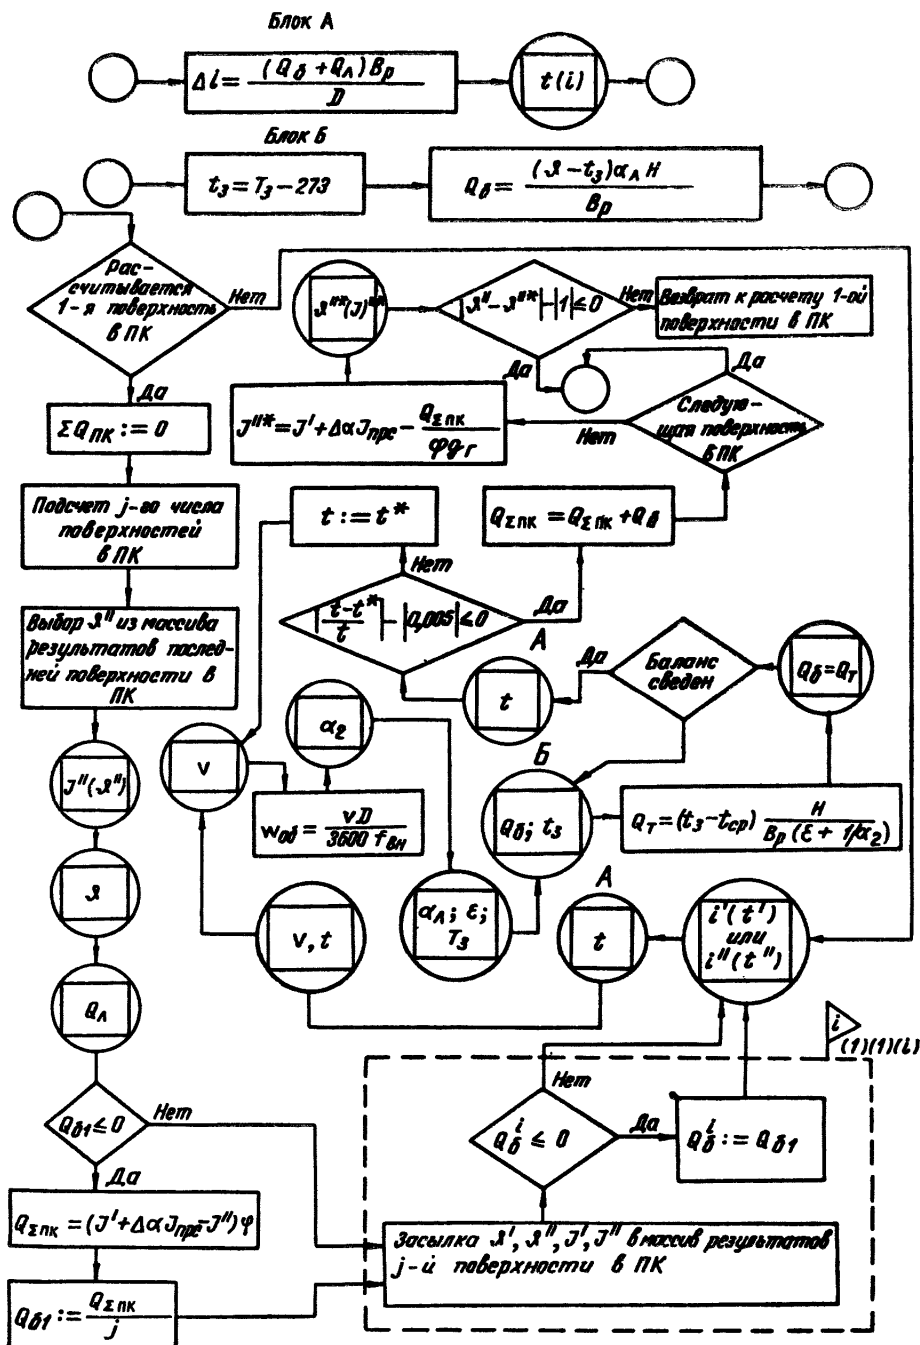 Блок А
Δi = (Qб + Qл) Bр / D
t(i)
Блок Б
tз = Tз − 273
Qб = (ϑ − tз) αл H / Bр
Рас-
считывается
1-я поверхность
в ПК
Нет
Да
ϑ''*(J)''*
|ϑ'' − ϑ''*| − |1| ≤ 0
Нет
Да
Возврат к расчету 1-ой
поверхности в ПК
Да
Следую-
щая поверхность
в ПК
Нет
J''* = J' + ΔαJпрс − QΣпк / φgг
ΣQПК := 0
Подсчет j-го числа
поверхностей
в ПК
t := t*
QΣпк = QΣпк + Qб
Нет
|t − t* / t| − |0,005| ≤ 0
Да
Выбор ϑ'' из массива
результатов послед-
ней поверхности в
ПК
А
t
Да
Баланс
сведен
Qб = Qт
α2
v
J''(ϑ'')
Б
Qб; tз
wоб = vD / 3600 fвн
Qт = (tз − tср) H / Bр (ε + 1/α2)
ϑ
v, t
αл; ε;
Tз
А
t
i'(t')
или
i''(t'')
Qл
i
(1)(1)(i)
Qб1 ≤ 0
Нет
Да
Нет
Qбⁱ ≤ 0
Да
Qбⁱ := Qб1
QΣпк = (J' + ΔαJпрс − J'')φ
Засылка ϑ', ϑ'', J', J'' в массив результатов
j-й поверхности в ПК
Qб1 := QΣпк / j